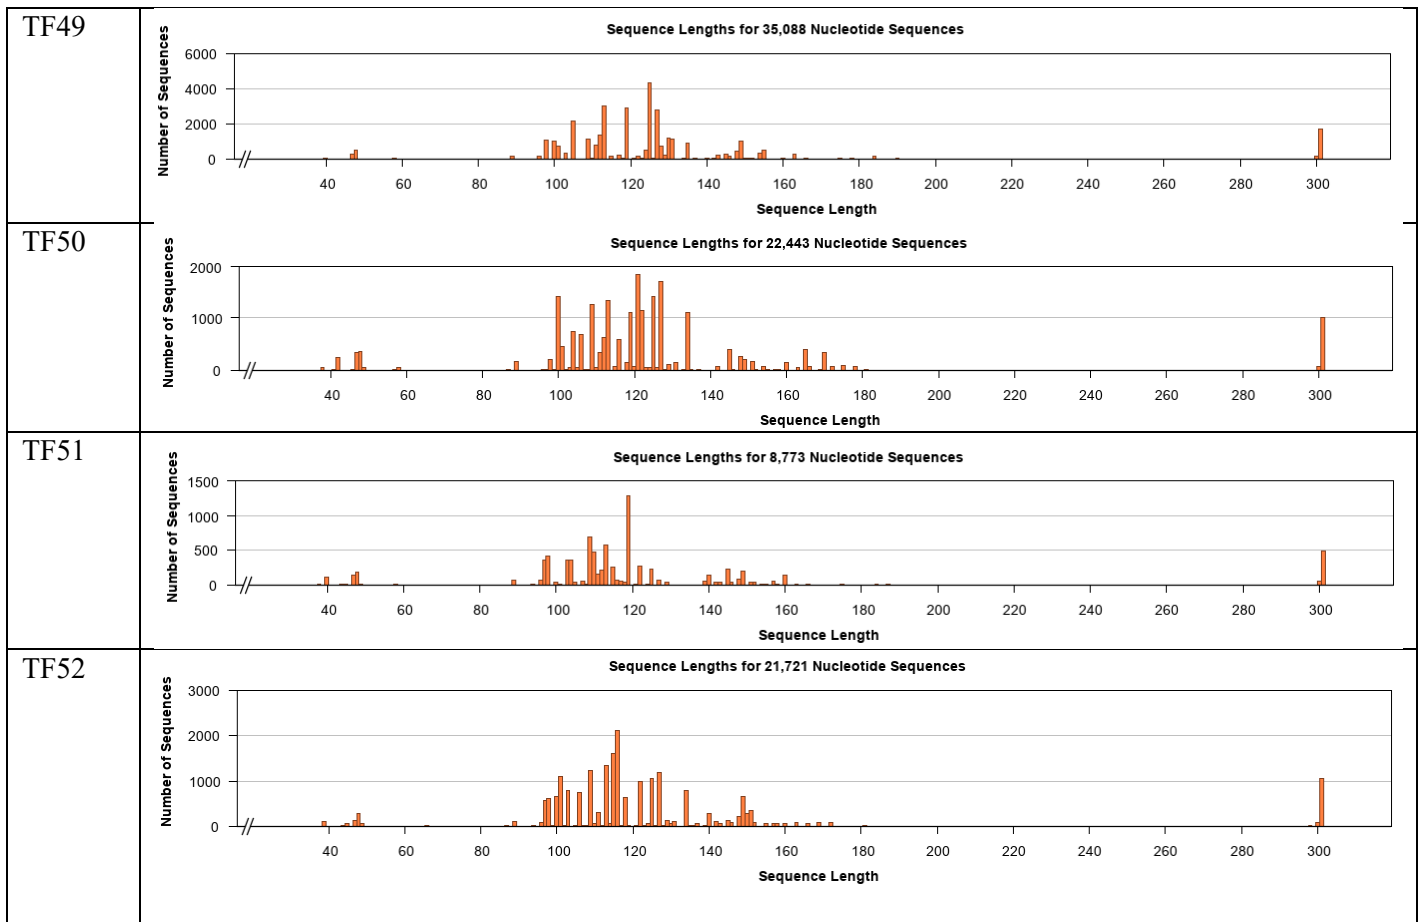 TF49
Sequence Lengths for 35,088 Nucleotide Sequences
Number of Sequences
6000
4000
2000
0
40 60 80 100 120 140 160 180 200 220 240 260 280 300
Sequence Length
TF50
Sequence Lengths for 22,443 Nucleotide Sequences
Number of Sequences
2000
1000
0
40 60 80 100 120 140 160 180 200 220 240 260 280 300
Sequence Length
TF51
Sequence Lengths for 8,773 Nucleotide Sequences
Number of Sequences
1500
1000
500
0
40 60 80 100 120 140 160 180 200 220 240 260 280 300
Sequence Length
TF52
Sequence Lengths for 21,721 Nucleotide Sequences
Number of Sequences
3000
2000
1000
0
40 60 80 100 120 140 160 180 200 220 240 260 280 300
Sequence Length